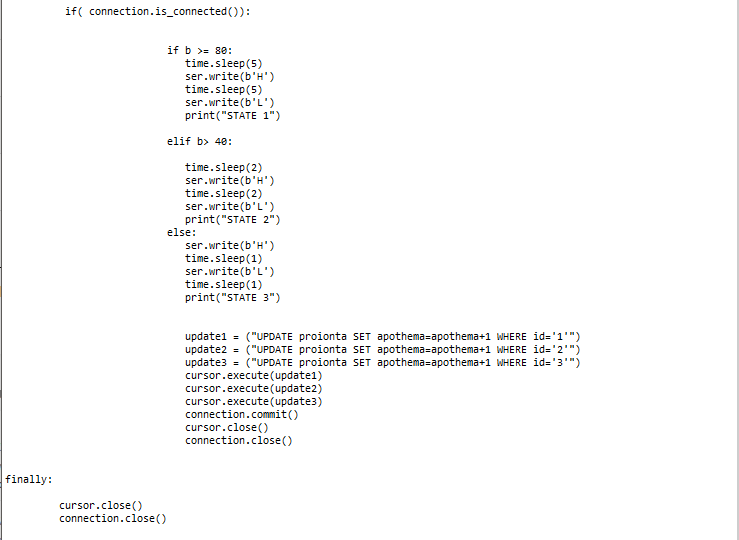 if( connection.is_connected()):
if b >= 80:
time.sleep(5)
ser.write(b'H')
time.sleep(5)
ser.write(b'L')
print("STATE 1")
elif b> 40:
time.sleep(2)
ser.write(b'H')
time.sleep(2)
ser.write(b'L')
print("STATE 2")
else:
ser.write(b'H')
time.sleep(1)
ser.write(b'L')
time.sleep(1)
print("STATE 3")
update1 = ("UPDATE proionta SET apothema=apothema+1 WHERE id='1'")
update2 = ("UPDATE proionta SET apothema=apothema+1 WHERE id='2'")
update3 = ("UPDATE proionta SET apothema=apothema+1 WHERE id='3'")
cursor.execute(update1)
cursor.execute(update2)
cursor.execute(update3)
connection.commit()
cursor.close()
connection.close()
finally:
cursor.close()
connection.close()